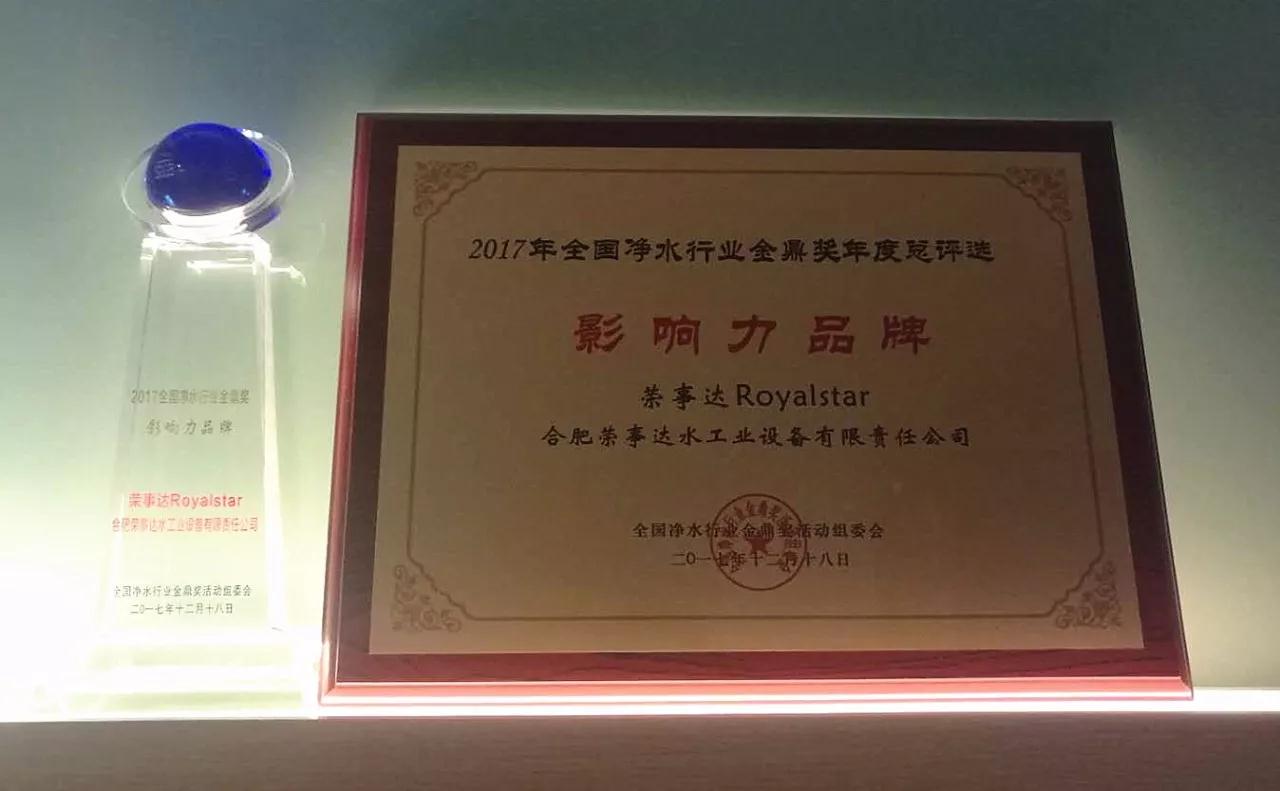 2017全国净水行业金鼎奖
影响力品牌
荣事达Royalstar
合肥荣事达水工业设备有限责任公司
全国净水行业金鼎奖活动组委会
二〇一七年十二月十八日
2017年全国净水行业金鼎奖年度总评选
影响力品牌
荣事达Royalstar
合肥荣事达水工业设备有限责任公司
全国净水行业金鼎奖活动组委会
二〇一七年十二月十八日